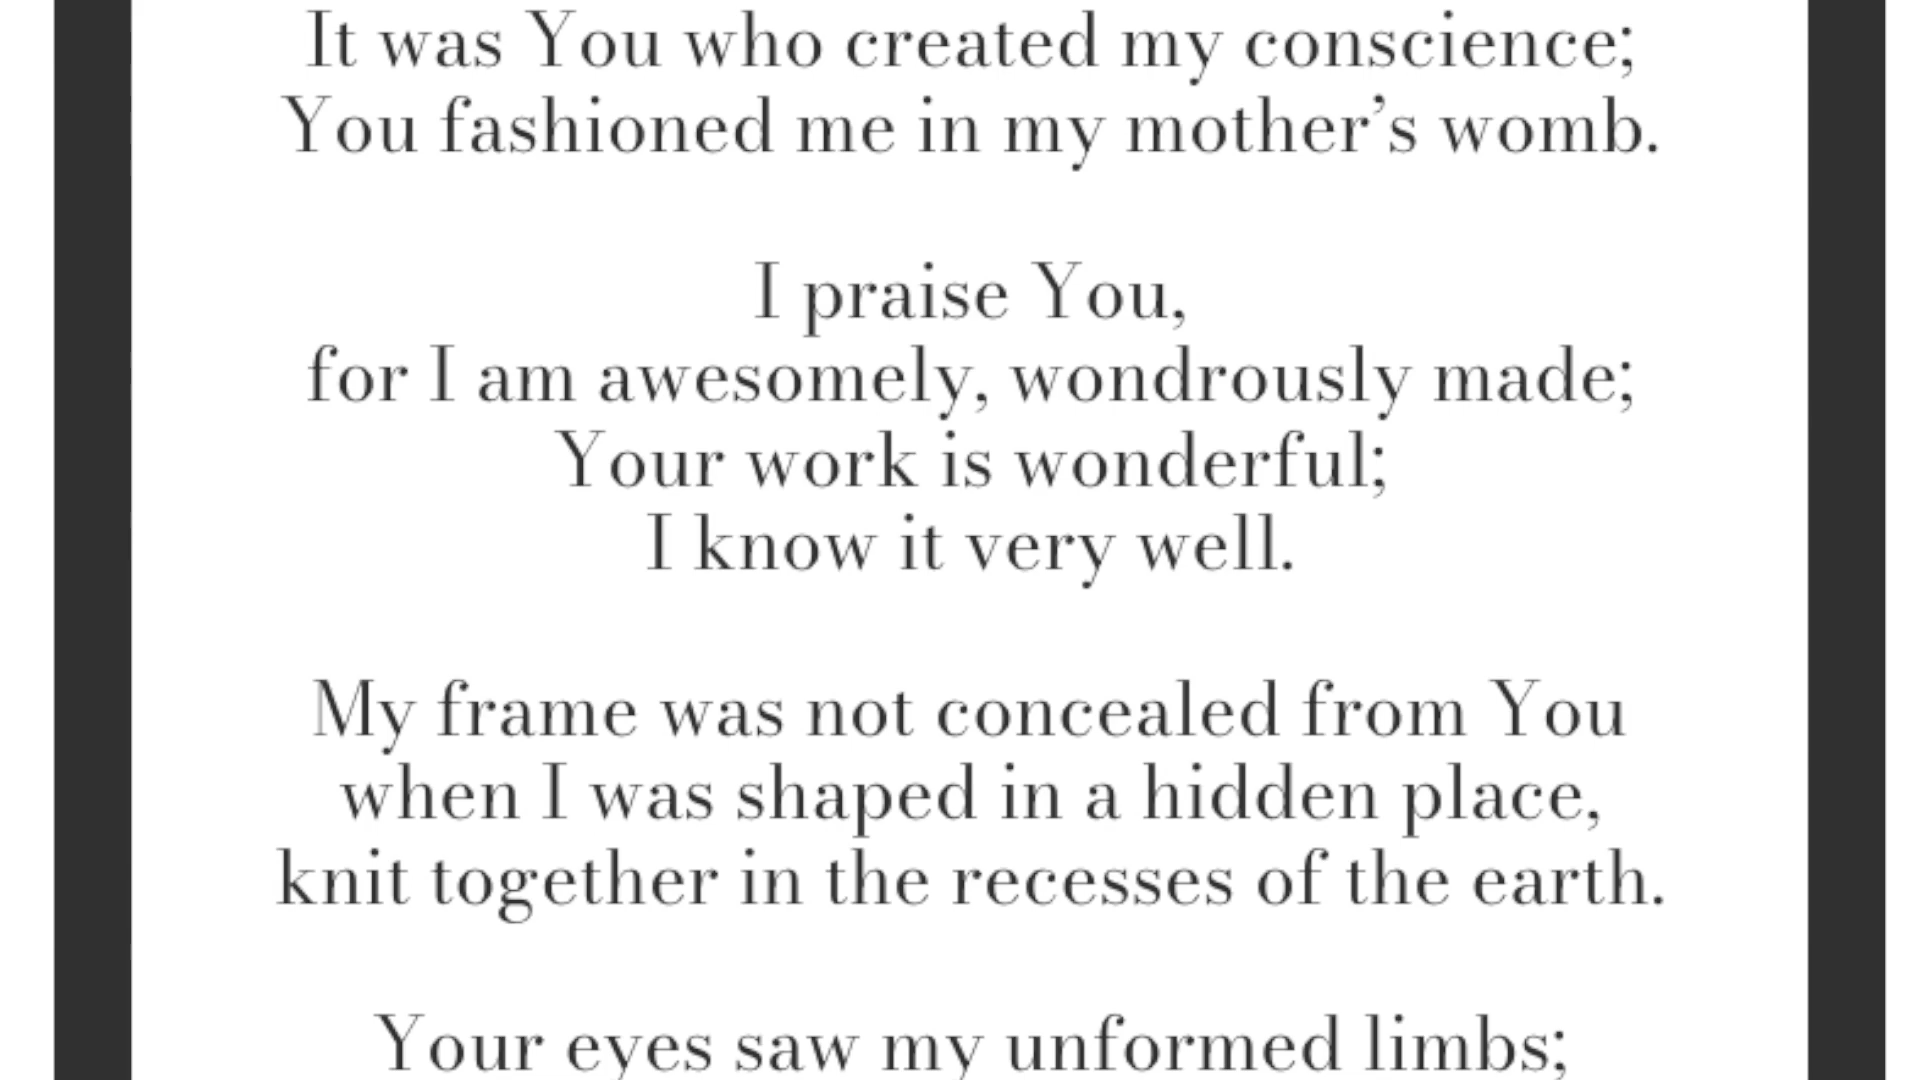 It was You who created my conscience;
You fashioned me in my mother’s womb.
I praise You,
for I am awesomely, wondrously made;
Your work is wonderful;
I know it very well.
My frame was not concealed from You
when I was shaped in a hidden place,
knit together in the recesses of the earth.
Your eyes saw my unformed limbs;